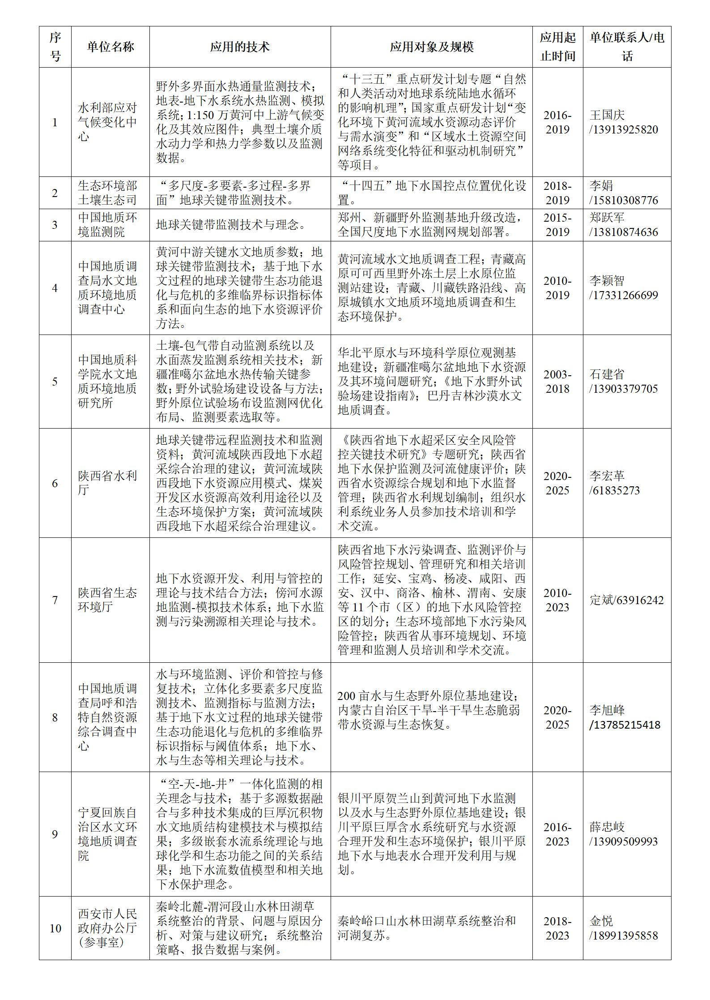 序
号
单位名称
应用的技术
应用对象及规模
应用起
止时间
单位联系人/电
话
1
水利部应对
气候变化中
心
野外多界面水热通量监测技术；
地表-地下水系统水热监测、模拟
系统；1:150 万黄河中上游气候变
化及其效应图件；典型土壤介质
水动力学和热力学参数以及监测
数据。
“十三五”重点研发计划专题“自然
和人类活动对地球系统陆地水循环
的影响机理”；国家重点研发计划“变
化环境下黄河流域水资源动态评价
与需水演变”和“区域水土资源空间
网络系统变化特征和驱动机制研究”
等项目。
2016-
2019
王国庆
/13913925820
2
生态环境部
土壤生态司
“多尺度-多要素-多过程-多界
面”地球关键带监测技术。
“十四五”地下水国控点位置优化设
置。
2018-
2019
李娟
/15810308776
3
中国地质环
境监测院
地球关键带监测技术与理念。
郑州、新疆野外监测基地升级改造，
全国尺度地下水监测网规划部署。
2015-
2019
郑跃军
/13810874636
4
中国地质调
查局水文地
质环境地质
调查中心
黄河中游关键水文地质参数；地
球关键带监测技术；基于地下水
文过程的地球关键带生态功能退
化与危机的多维临界标识指标体
系和面向生态的地下水资源评价
方法。
黄河流域水文地质调查工程；青藏高
原可可西里野外冻土层上水原位监
测站建设；青藏、川藏铁路沿线、高
原城镇水文地质环境地质调查和生
态环境保护。
2010-
2019
李颖智
/17331266699
5
中国地质科
学院水文地
质环境地质
研究所
土壤-包气带自动监测系统以及
水面蒸发监测系统相关技术；新
疆准噶尔盆地水热传输关键参
数；野外试验场建设设备与方法；
野外原位试验场布设监测网优化
布局、监测要素选取等。
华北平原水与环境科学原位观测基
地建设；新疆准噶尔盆地地下水资源
及其环境问题研究；《地下水野外试
验场建设指南》；巴丹吉林沙漠水文
地质调查。
2003-
2018
石建省
/13903379705
6
陕西省水利
厅
地球关键带远程监测技术和监测
资料；黄河流域陕西段地下水超
采综合治理的建议；黄河流域陕
西段地下水资源应用模式、煤炭
开发区水资源高效利用途径以及
生态环境保护方案；黄河流域陕
西段地下水超采综合治理建议。
《陕西省地下水超采区安全风险管
控关键技术研究》专题研究；陕西省
地下水保护监测及河流健康评价；陕
西省水资源综合规划和地下水监督
管理；陕西省水利规划编制；组织水
利系统业务人员参加技术培训和学
术交流。
2020-
2025
李宏革
/61835273
7
陕西省生态
环境厅
地下水资源开发、利用与管控的
理论与技术结合方法；傍河水源
地监测-模拟技术体系；地下水监
测与污染溯源相关理论与技术。
陕西省地下水污染调查、监测评价与
风险管控规划、管理研究和相关培训
工作；延安、宝鸡、杨凌、咸阳、西
安、汉中、商洛、榆林、渭南、安康
等 11 个市（区）的地下水风险管控
区的划分；生态环境部地下水污染风
险管控；陕西省从事环境规划、环境
管理和监测人员培训和学术交流。
2010-
2023
定斌/63916242
8
中国地质调
查局呼和浩
特自然资源
综合调查中
心
水与环境监测、评价和管控与修
复技术；立体化多要素多尺度监
测技术、监测指标与监测方法；
基于地下水文过程的地球关键带
生态功能退化与危机的多维临界
标识指标与阈值体系；地下水、
水与生态等相关理论与技术。
200 亩水与生态野外原位基地建设；
内蒙古自治区干旱-半干旱生态脆弱
带水资源与生态恢复。
2020-
2025
李旭峰
/13785215418
9
宁夏回族自
治区水文环
境地质调查
院
“空-天-地-井”一体化监测的相
关理念与技术；基于多源数据融
合与多种技术集成的巨厚沉积物
水文地质结构建模技术与模拟结
果；多级嵌套水流系统理论与地
球化学和生态功能之间的关系结
果；地下水流数值模型和相关地
下水保护理念。
银川平原贺兰山到黄河地下水监测
以及水与生态野外原位基地建设；银
川平原巨厚含水系统研究与水资源
合理开发和生态环境保护；银川平原
地下水与地表水合理开发利用与规
划。
2016-
2023
薛忠岐
/13909509993
10
西安市人民
政府办公厅
（参事室）
秦岭北麓-渭河段山水林田湖草
系统整治的背景、问题与原因分
析、对策与建议研究；系统整治
策略、报告数据与案例。
秦岭峪口山水林田湖草系统整治和
河湖复苏。
2018-
2023
金悦
/18991395858